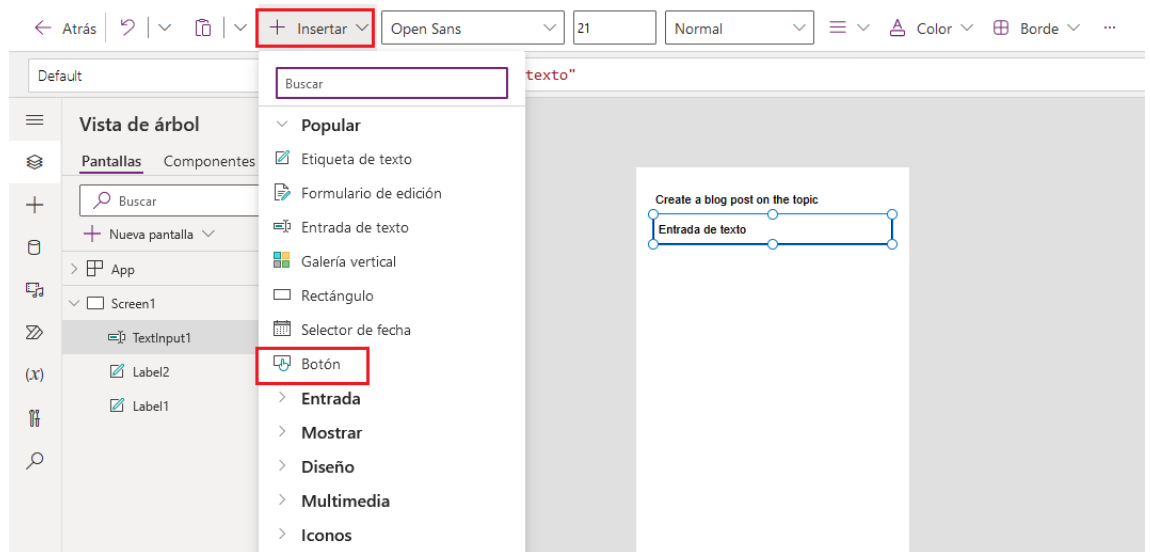 Atrás
Insertar
Open Sans
21
Normal
Color
Borde
Default
texto"
Vista de árbol
Pantallas
Componentes
Buscar
Nueva pantalla
App
Screen1
TextInput1
Label2
Label1
(x)
Buscar
Popular
Etiqueta de texto
Formulario de edición
Entrada de texto
Galería vertical
Rectángulo
Selector de fecha
Botón
Entrada
Mostrar
Diseño
Multimedia
Iconos
Create a blog post on the topic
Entrada de texto